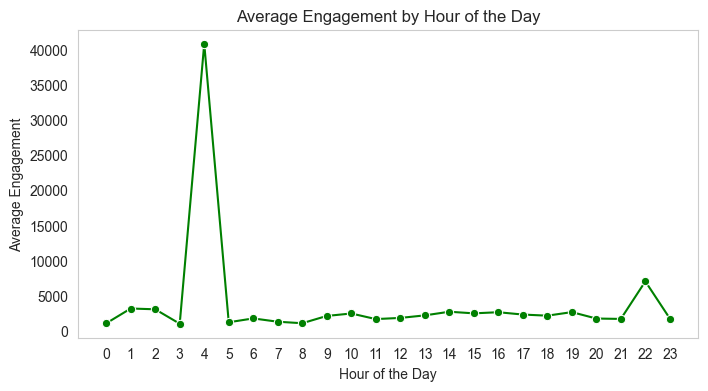 Average Engagement by Hour of the Day
40000
35000
30000
25000
20000
15000
10000
5000
0
Average Engagement
0 1 2 3 4 5 6 7 8 9 10 11 12 13 14 15 16 17 18 19 20 21 22 23
Hour of the Day